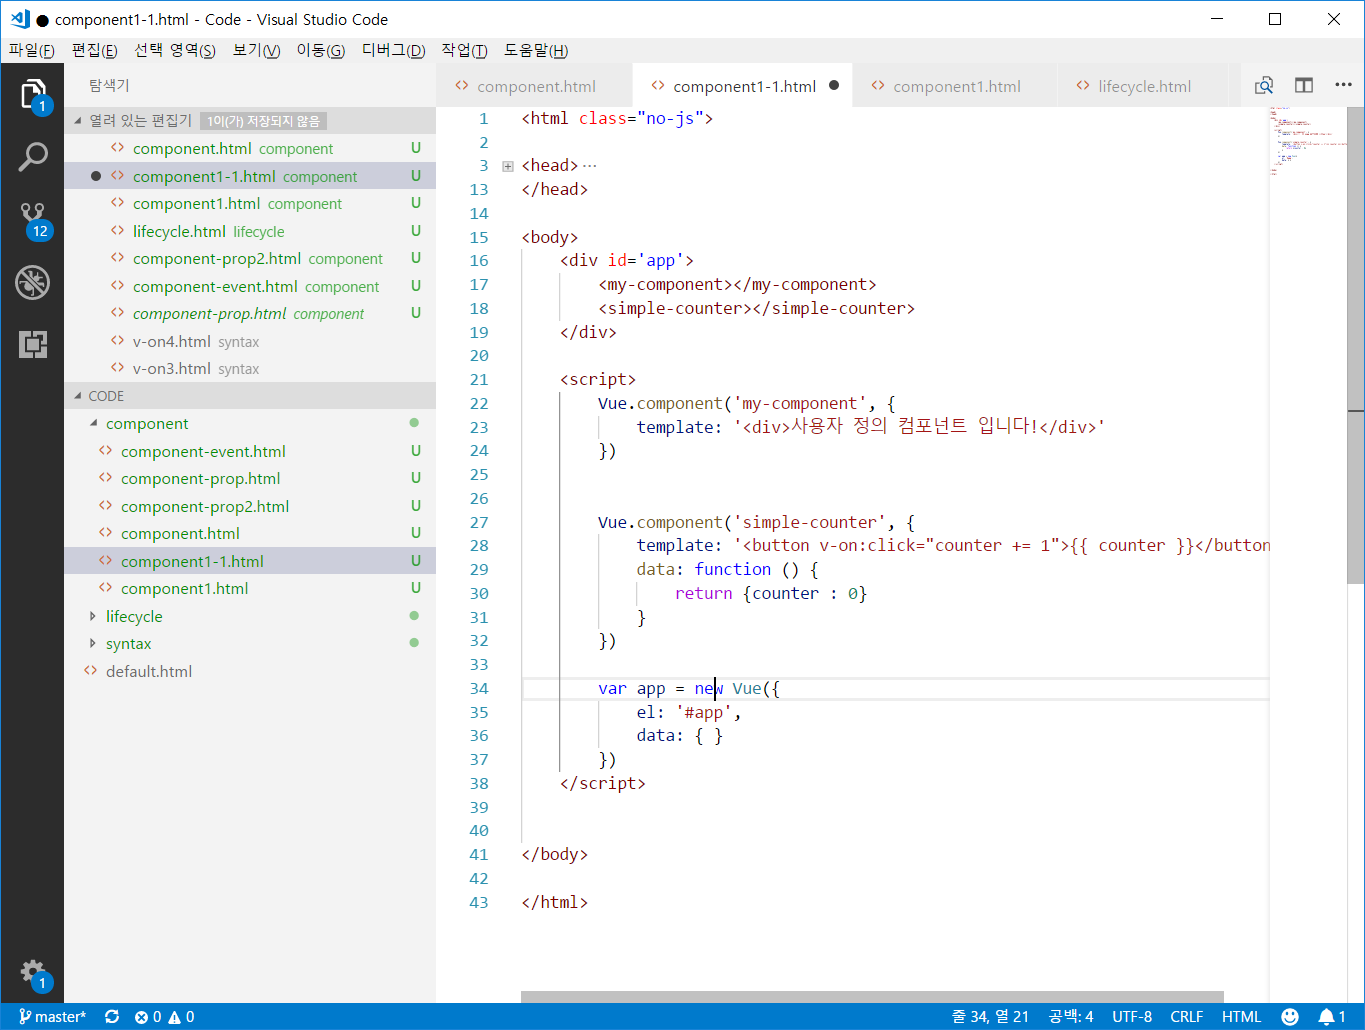 ● component1-1.html - Code - Visual Studio Code
파일(F) 편집(E) 선택 영역(S) 보기(V) 이동(G) 디버그(D) 작업(T) 도움말(H)
탐색기
component.html component1-1.html ● component1.html lifecycle.html
1
12
1
열려 있는 편집기 1이(가) 저장되지 않음
component.html component U
● component1-1.html component U
component1.html component U
lifecycle.html lifecycle U
component-prop2.html component U
component-event.html component U
component-prop.html component U
v-on4.html syntax
v-on3.html syntax
CODE
component
component-event.html U
component-prop.html U
component-prop2.html U
component.html U
component1-1.html U
component1.html U
lifecycle
syntax
default.html
1 <html class="no-js">
2
3 <head>···
13 </head>
14
15 <body>
16 <div id='app'>
17 <my-component></my-component>
18 <simple-counter></simple-counter>
19 </div>
20
21 <script>
22 Vue.component('my-component', {
23 template: '<div>사용자 정의 컴포넌트 입니다!</div>'
24 })
25
26
27 Vue.component('simple-counter', {
28 template: '<button v-on:click="counter += 1">{{ counter }}</button
29 data: function () {
30 return {counter : 0}
31 }
32 })
33
34 var app = new Vue({
35 el: '#app',
36 data: { }
37 })
38 </script>
39
40
41 </body>
42
43 </html>
master* 0 0 줄 34, 열 21 공백: 4 UTF-8 CRLF HTML 1